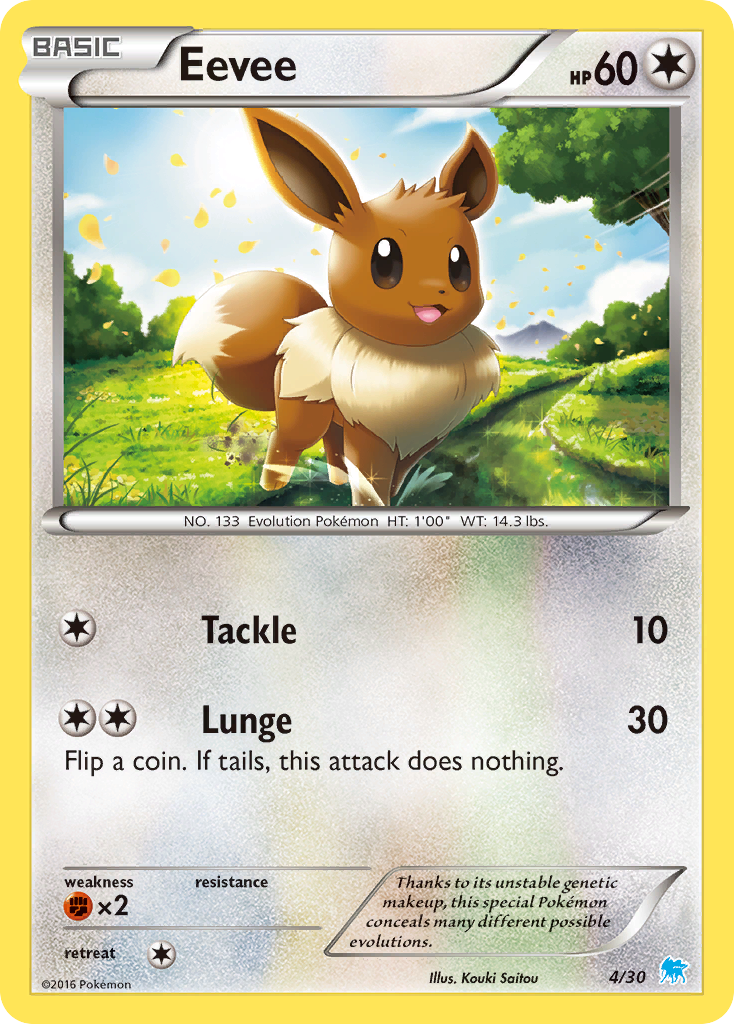 BASIC
Eevee
HP60
NO. 133 Evolution Pokémon HT: 1'00" WT: 14.3 lbs.
Tackle 10
Lunge 30
Flip a coin. If tails, this attack does nothing.
weakness resistance
×2
retreat
Thanks to its unstable genetic
makeup, this special Pokémon
conceals many different possible
evolutions.
©2016 Pokémon
Illus. Kouki Saitou
4/30